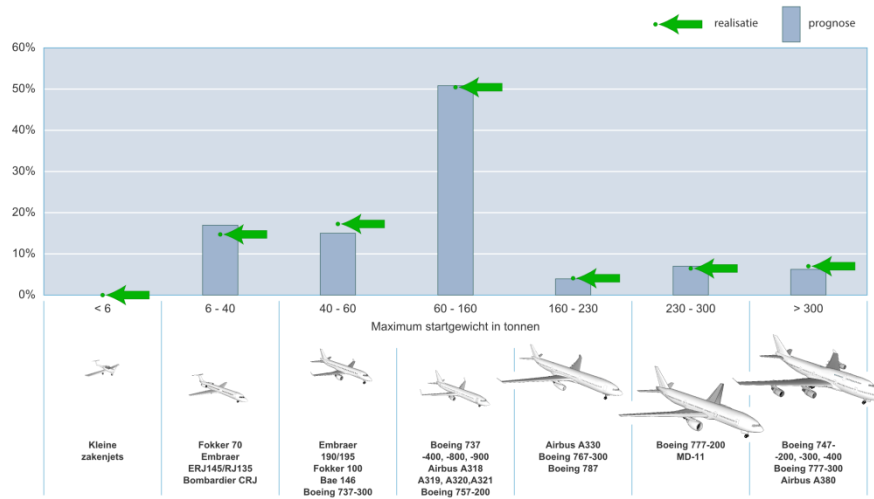 realisatie
prognose
60%
50%
40%
30%
20%
10%
0%
< 6
6 - 40
40 - 60
60 - 160
160 - 230
230 - 300
> 300
Maximum startgewicht in tonnen
Kleine
zakenjets
Fokker 70
Embraer
ERJ145/RJ135
Bombardier CRJ
Embraer
190/195
Fokker 100
Bae 146
Boeing 737-300
Boeing 737
-400, -800, -900
Airbus A318
A319, A320,A321
Boeing 757-200
Airbus A330
Boeing 767-300
Boeing 787
Boeing 777-200
MD-11
Boeing 747-
-200, -300, -400
Boeing 777-300
Airbus A380